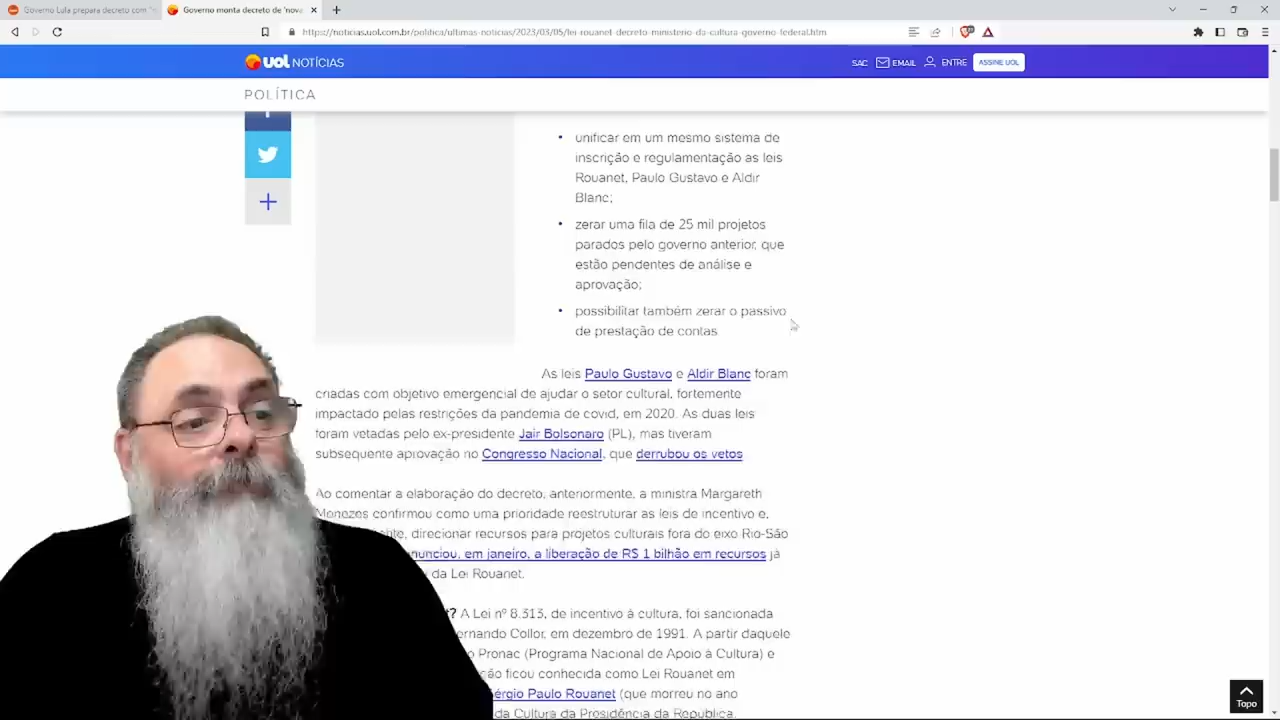 Governo Lula prepara decreto com "
Governo monta decreto de 'nova
https://noticias.uol.com.br/politica/ultimas-noticias/2023/03/05/lei-rouanet-decreto-ministerio-da-cultura-governo-federal.htm
UOL NOTÍCIAS
SAC EMAIL ENTRE ASSINE UOL
POLÍTICA
unificar em um mesmo sistema de
inscrição e regulamentação as leis
Rouanet, Paulo Gustavo e Aldir
Blanc;
zerar uma fila de 25 mil projetos
parados pelo governo anterior, que
estão pendentes de análise e
aprovação;
possibilitar também zerar o passivo
de prestação de contas
As leis Paulo Gustavo e Aldir Blanc foram
criadas com objetivo emergencial de ajudar o setor cultural, fortemente
impactado pelas restrições da pandemia de covid, em 2020. As duas leis
foram vetadas pelo ex-presidente Jair Bolsonaro (PL), mas tiveram
subsequente aprovação no Congresso Nacional, que derrubou os vetos
Ao comentar a elaboração do decreto, anteriormente, a ministra Margareth
Menezes confirmou como uma prioridade reestruturar as leis de incentivo e,
nte, direcionar recursos para projetos culturais fora do eixo Rio-São
nunciou, em janeiro, a liberação de R$ 1 bilhão em recursos já
da Lei Rouanet.
? A Lei nº 8.313, de incentivo à cultura, foi sancionada
ernando Collor, em dezembro de 1991. A partir daquele
o Pronac (Programa Nacional de Apoio à Cultura) e
ção ficou conhecida como Lei Rouanet em
érgio Paulo Rouanet (que morreu no ano
da Cultura da Presidência da República.
Topo